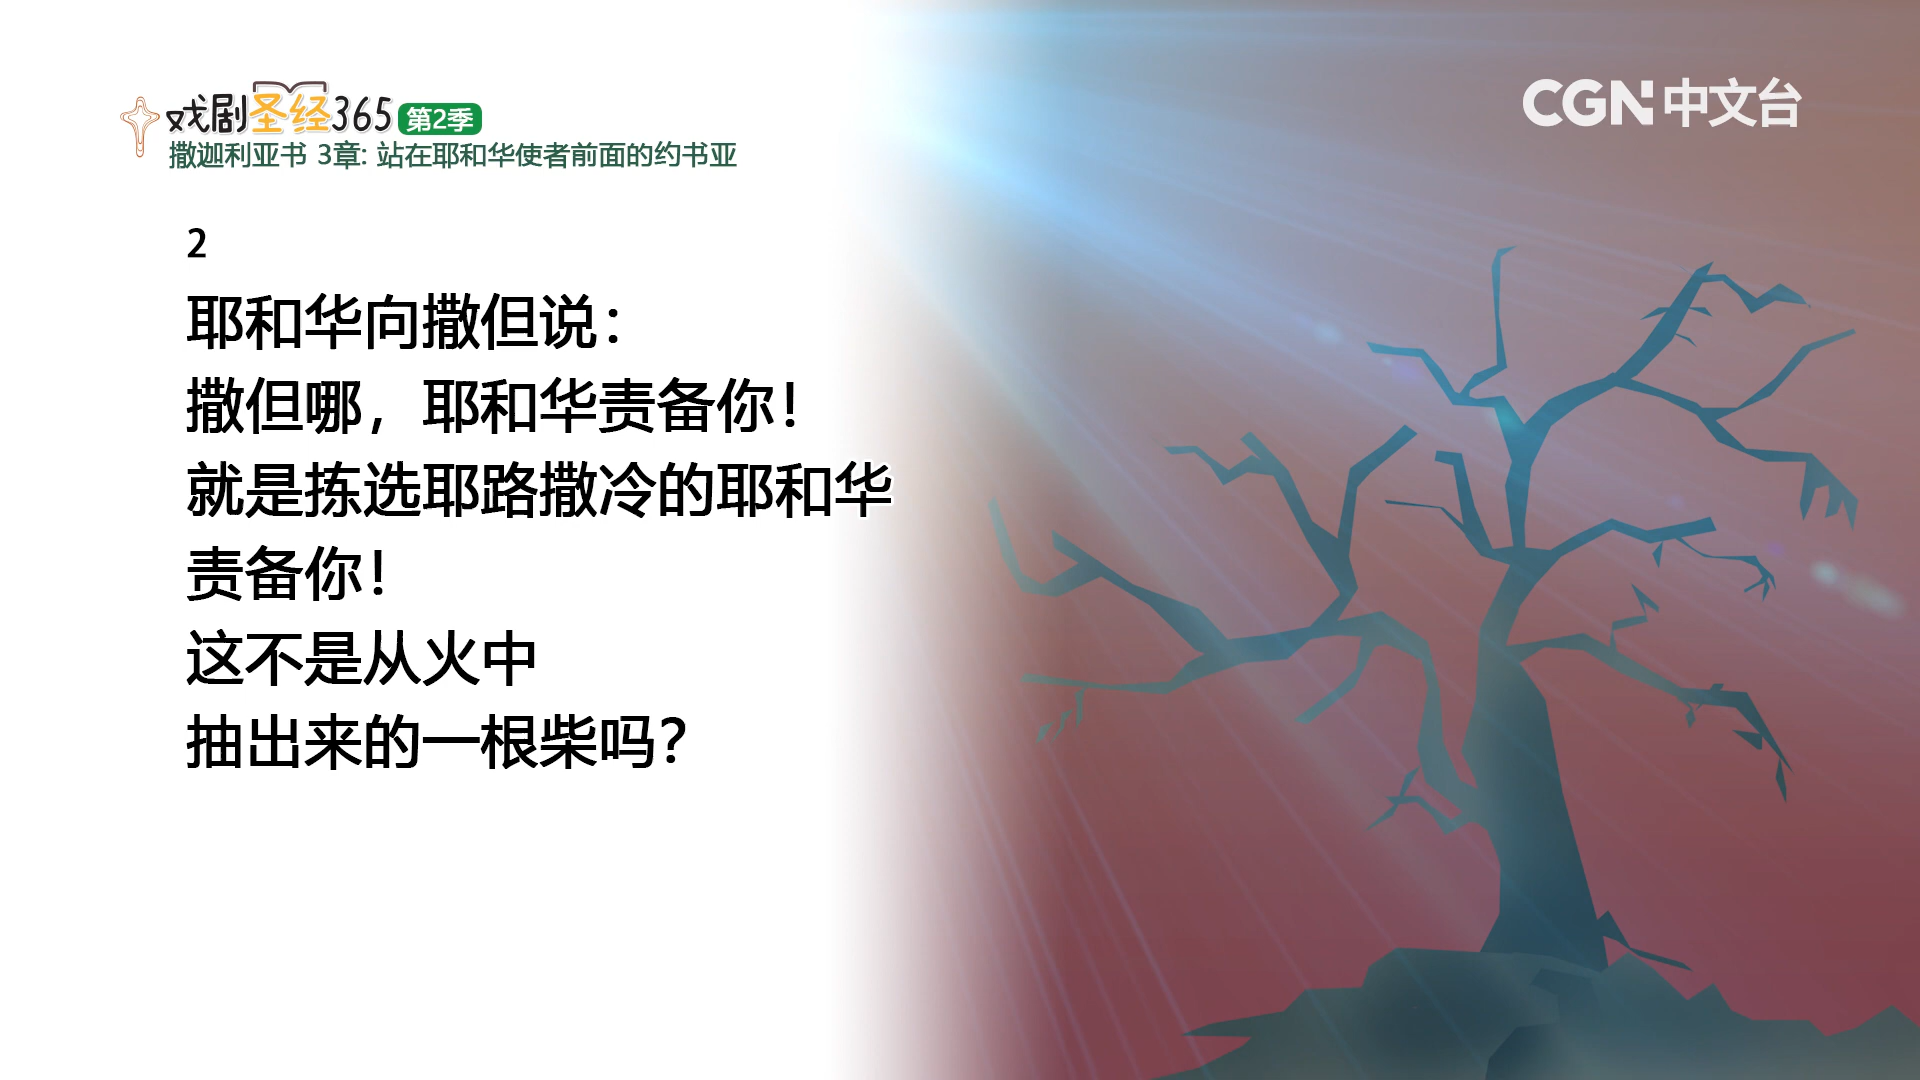 戏剧圣经365 第2季
CGN中文台
撒迦利亚书 3章: 站在耶和华使者前面的约书亚
2
耶和华向撒但说：
撒但哪，耶和华责备你！
就是拣选耶路撒冷的耶和华
责备你！
这不是从火中
抽出来的一根柴吗？